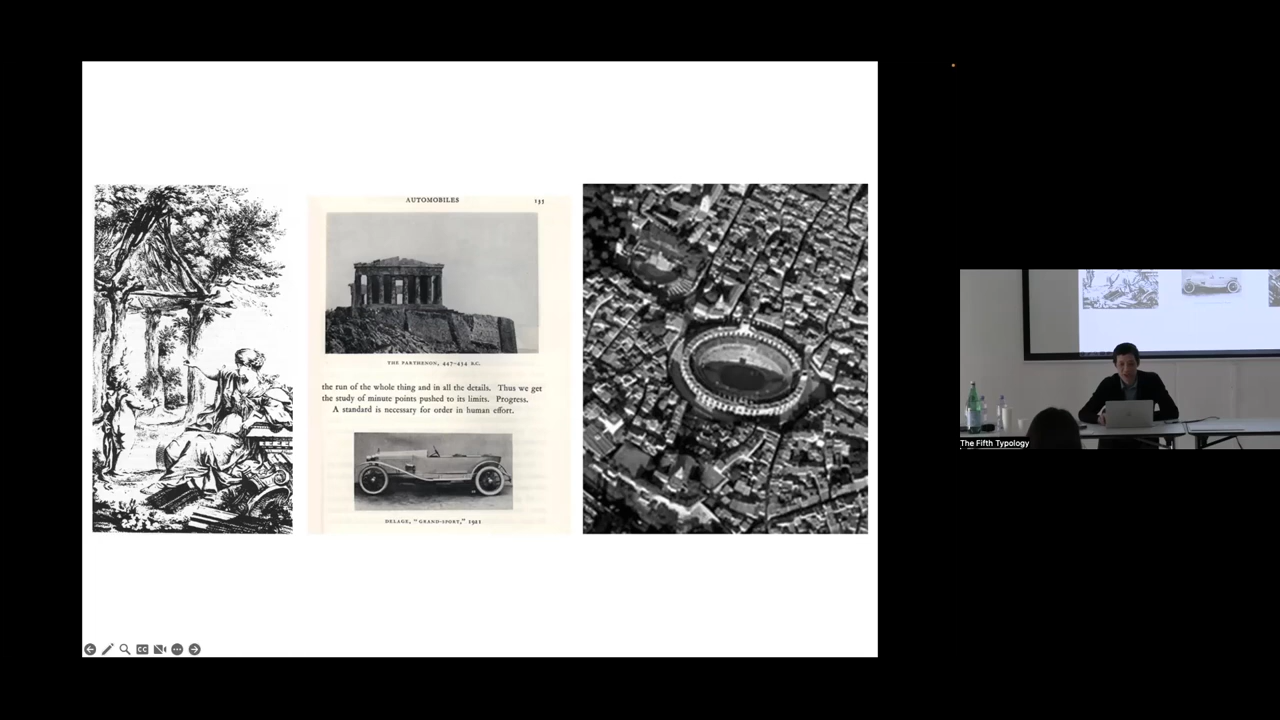 AUTOMOBILES 135
THE PARTHENON, 447-434 B.C.
the run of the whole thing and in all the details. Thus we get
the study of minute points pushed to its limits. Progress.
A standard is necessary for order in human effort.
DELAGE, "GRAND-SPORT," 1921
CC
The Fifth Typology